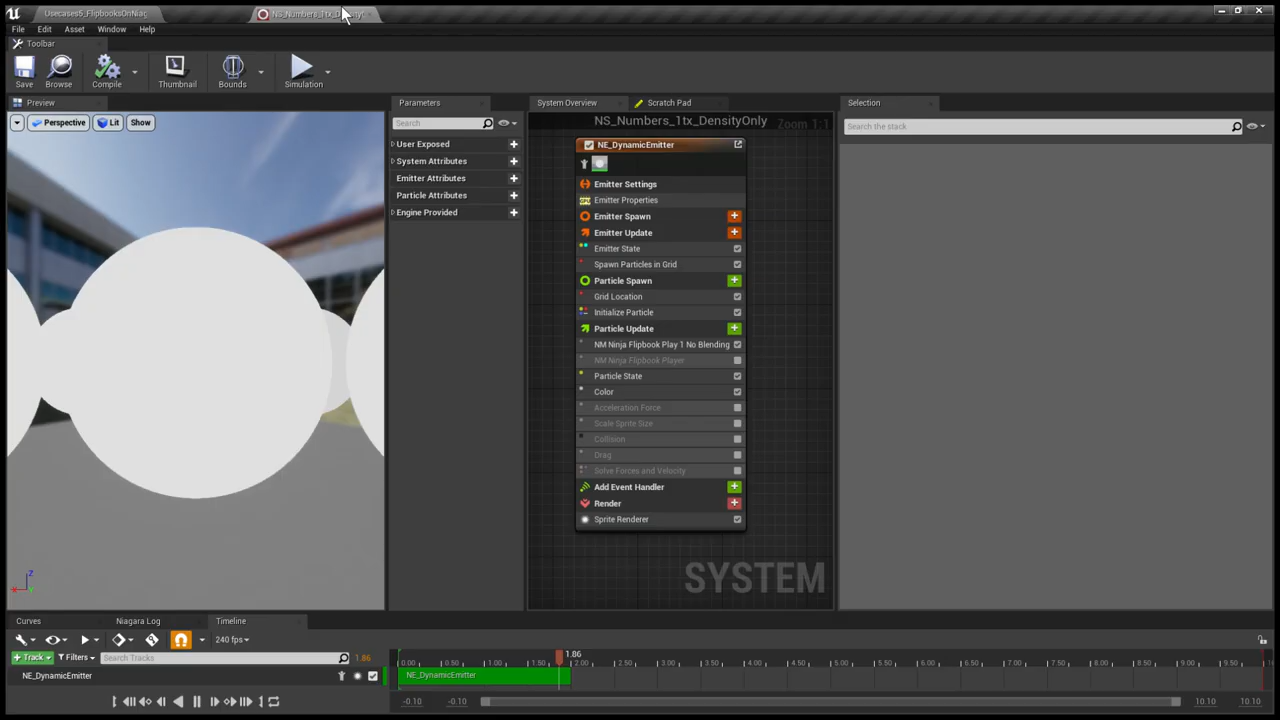 Usecases5_FlipbooksOnNiag
NS_Numbers_1tx_Density
File Edit Asset Window Help
Toolbar
Save Browse Compile Thumbnail Bounds Simulation
Preview
Perspective Lit Show
Z
X
Y
Parameters
Search
User Exposed
System Attributes
Emitter Attributes
Particle Attributes
Engine Provided
System Overview Scratch Pad
NS_Numbers_1tx_DensityOnly Zoom 1:1
NE_DynamicEmitter
Emitter Settings
GPU Emitter Properties
Emitter Spawn
Emitter Update
Emitter State
Spawn Particles in Grid
Particle Spawn
Grid Location
Initialize Particle
Particle Update
NM Ninja Flipbook Play 1 No Blending
NM Ninja Flipbook Player
Particle State
Color
Acceleration Force
Scale Sprite Size
Collision
Drag
Solve Forces and Velocity
Add Event Handler
Render
Sprite Renderer
SYSTEM
Selection
Search the stack
Curves Niagara Log Timeline
240 fps
Track Filters Search Tracks 1.86
1.86
0.00 0.50 1.00 1.50 2.00 2.50 3.00 3.50 4.00 4.50 5.00 5.50 6.00 6.50 7.00 7.50 8.00 8.50 9.00 9.50
NE_DynamicEmitter
NE_DynamicEmitter
-0.10 -0.10 10.10 10.10